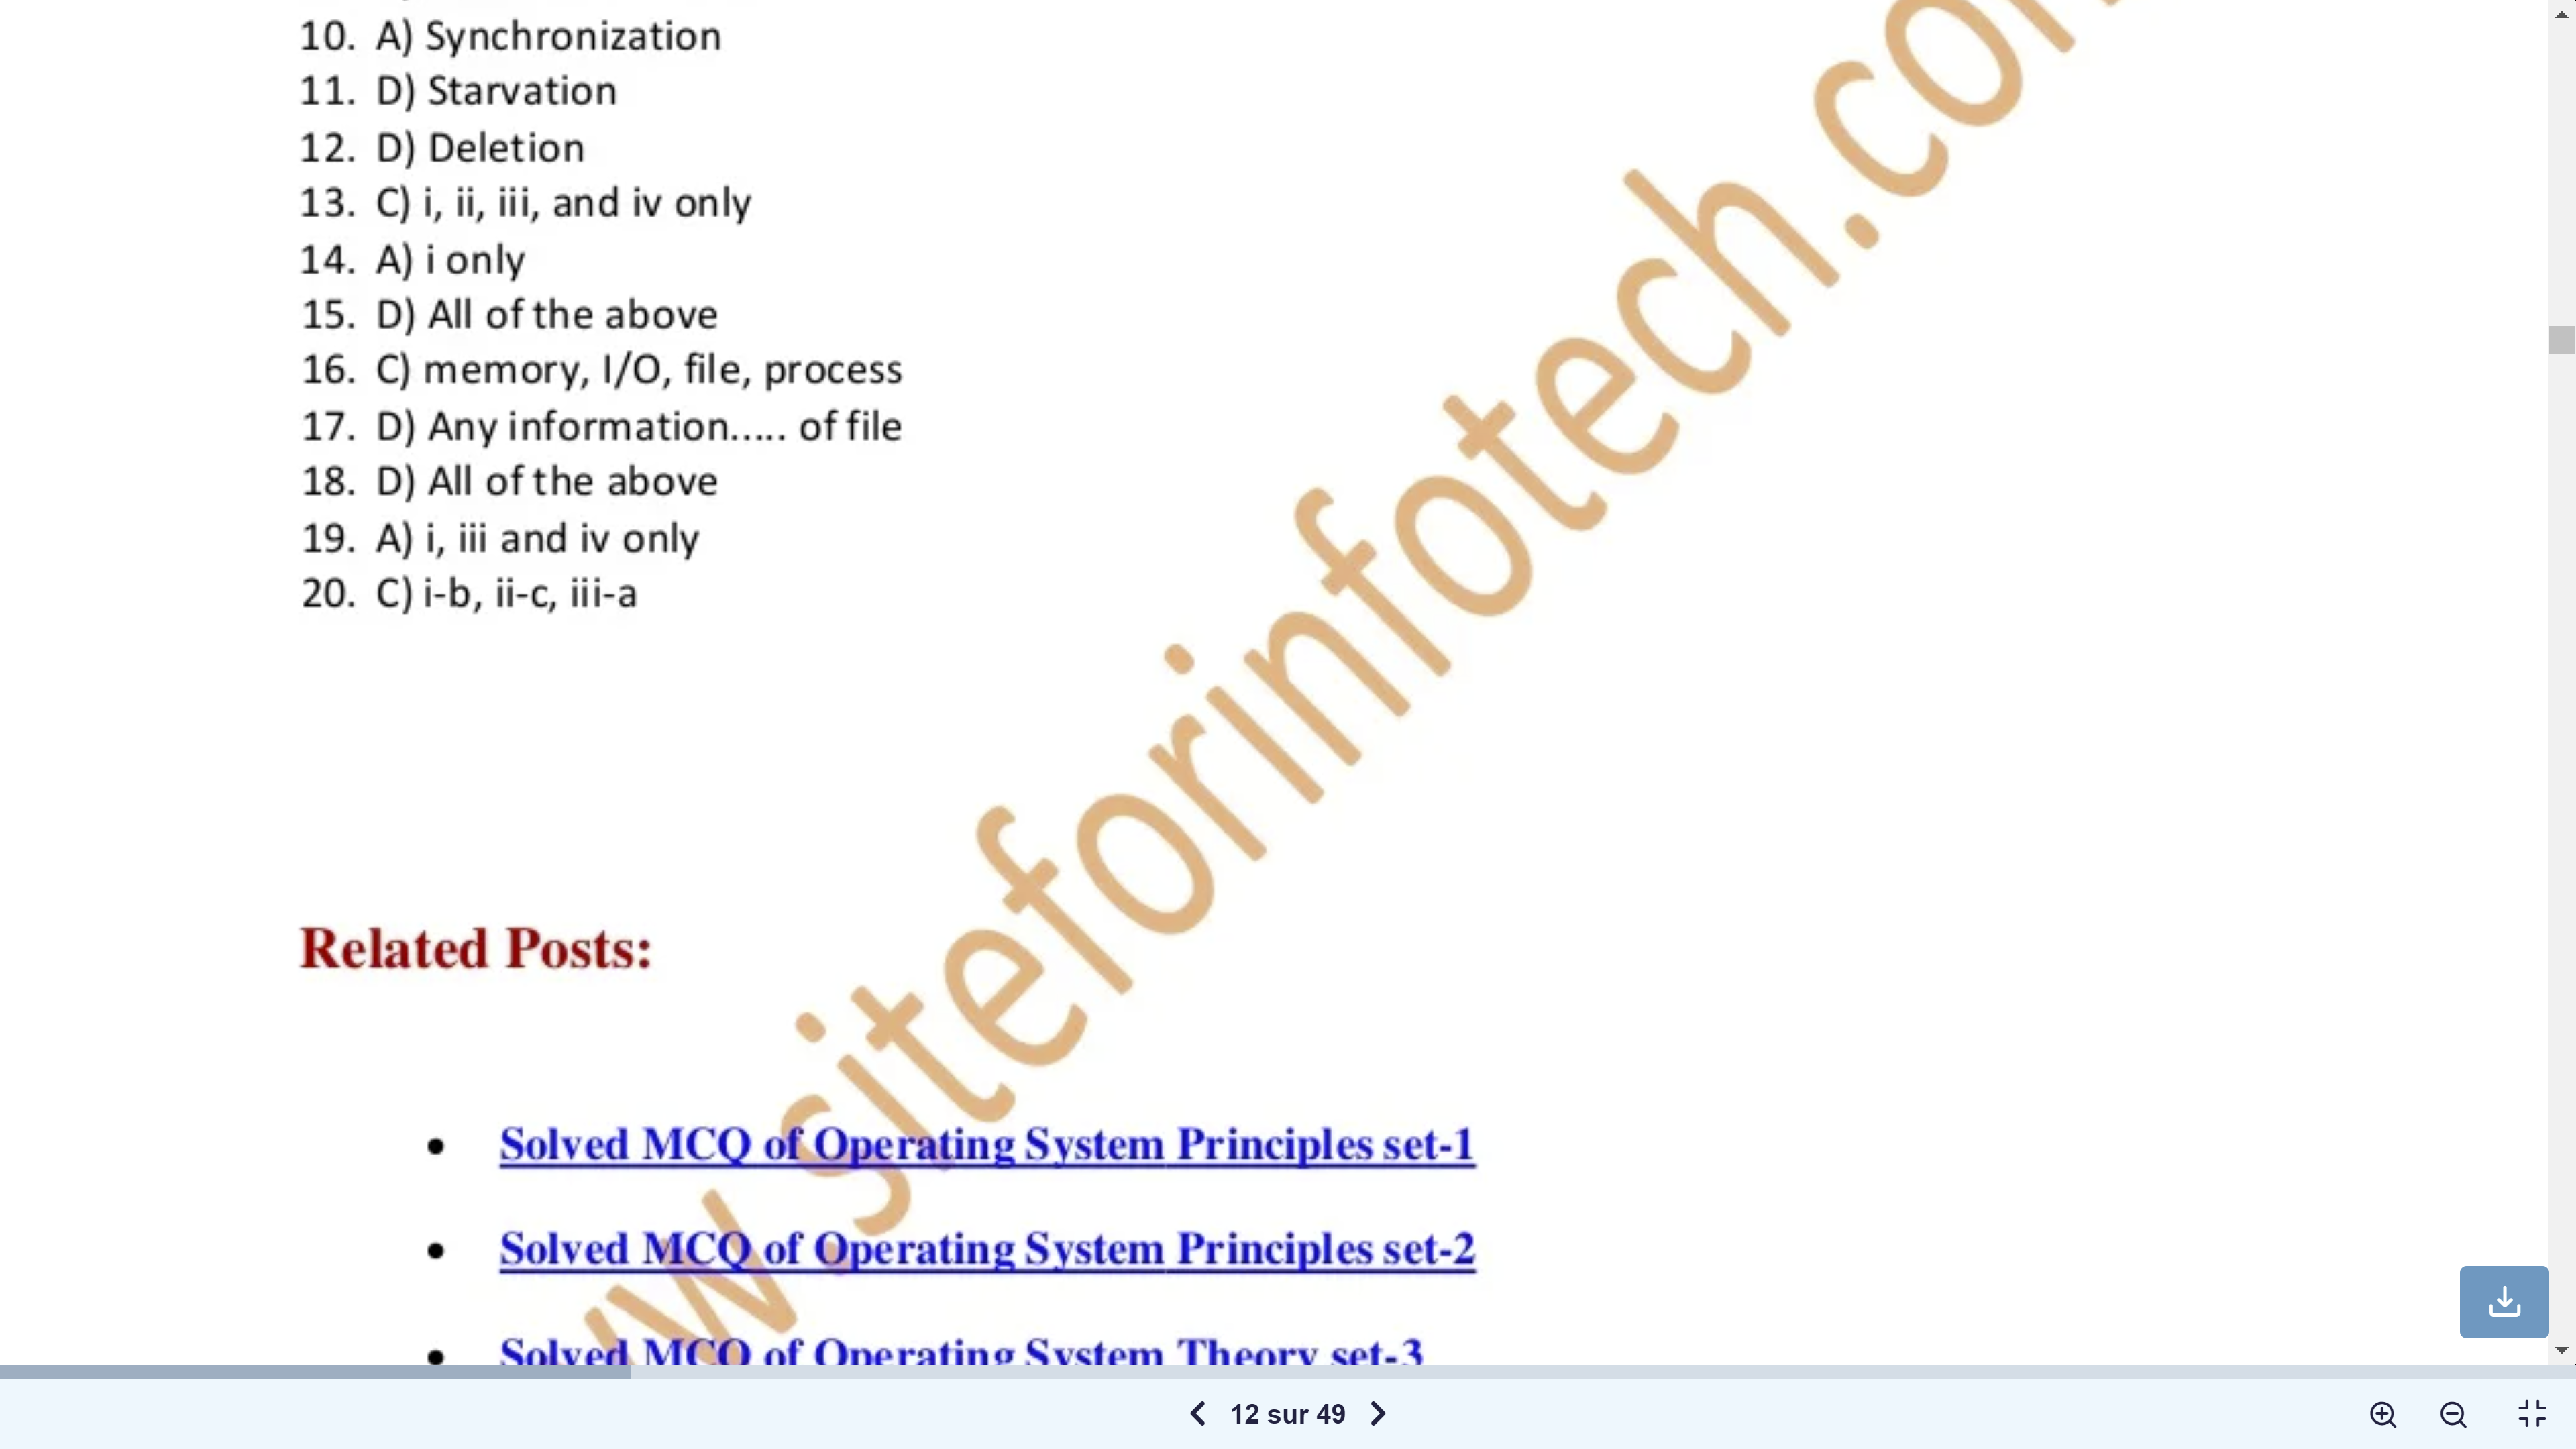 10. A) Synchronization
11. D) Starvation
12. D) Deletion
13. C) i, ii, iii, and iv only
14. A) i only
15. D) All of the above
16. C) memory, I/O, file, process
17. D) Any information..... of file
18. D) All of the above
19. A) i, iii and iv only
20. C) i-b, ii-c, iii-a
Related Posts:
• Solved MCQ of Operating System Principles set-1
• Solved MCQ of Operating System Principles set-2
• Solved MCQ of Operating System Theory set-3
w.siteforinfotech.co
12 sur 49